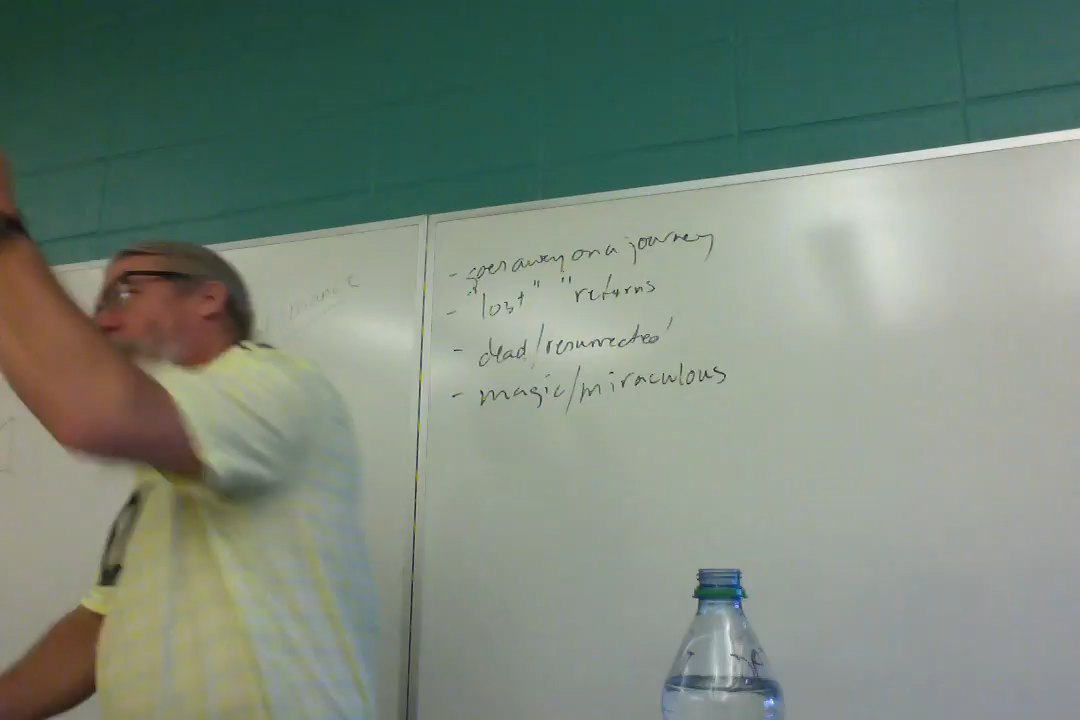 - goes away on a journey
- "lost" "returns
- dead/resurrected
- magic/miraculous